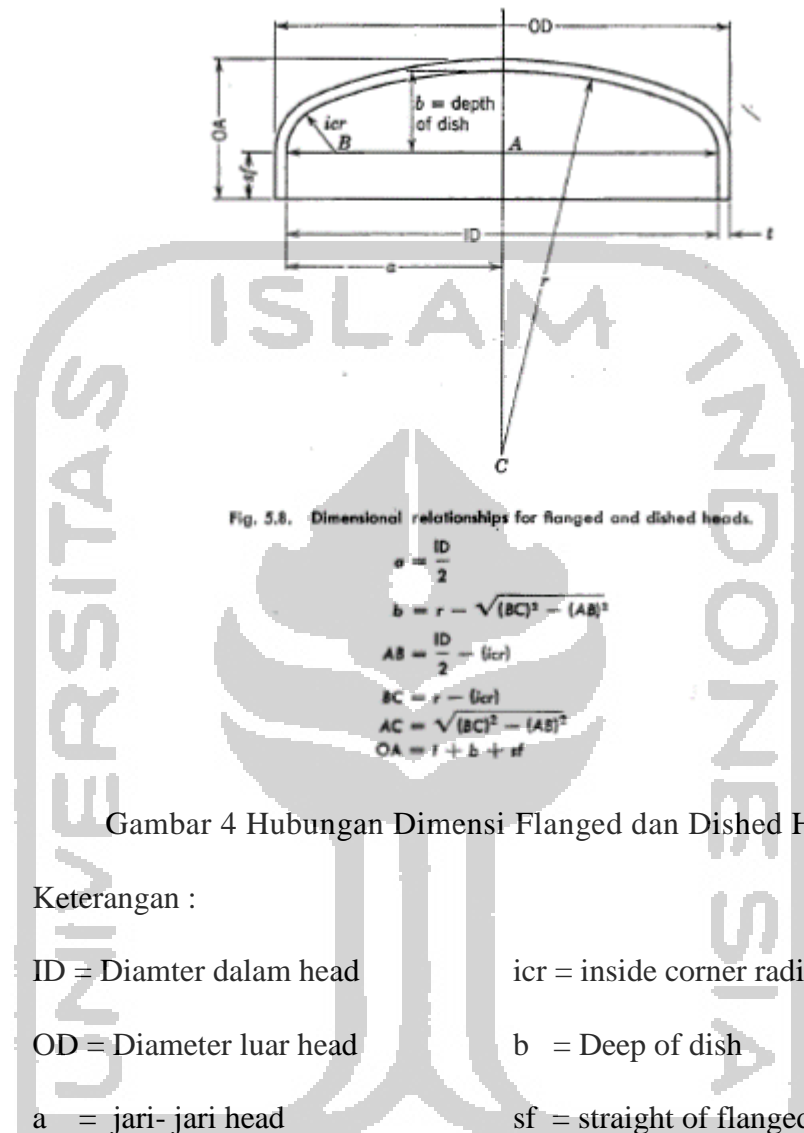 OD
OA
b = depth
of dish
icr
B
A
sf
ID
t
a
r
C
Fig. 5.8. Dimensional relationships for flanged and dished heads.
a = ID/2
b = r − √(BC)² − (AB)²
AB = ID/2 − (icr)
BC = r − (icr)
AC = √(BC)² − (AB)²
OA = t + b + sf
Gambar 4 Hubungan Dimensi Flanged dan Dished H
Keterangan :
ID = Diamter dalam head icr = inside corner radi
OD = Diameter luar head b = Deep of dish
a = jari- jari head sf = straight of flanged
UNIVERSITAS
ISLAM
INDONESIA